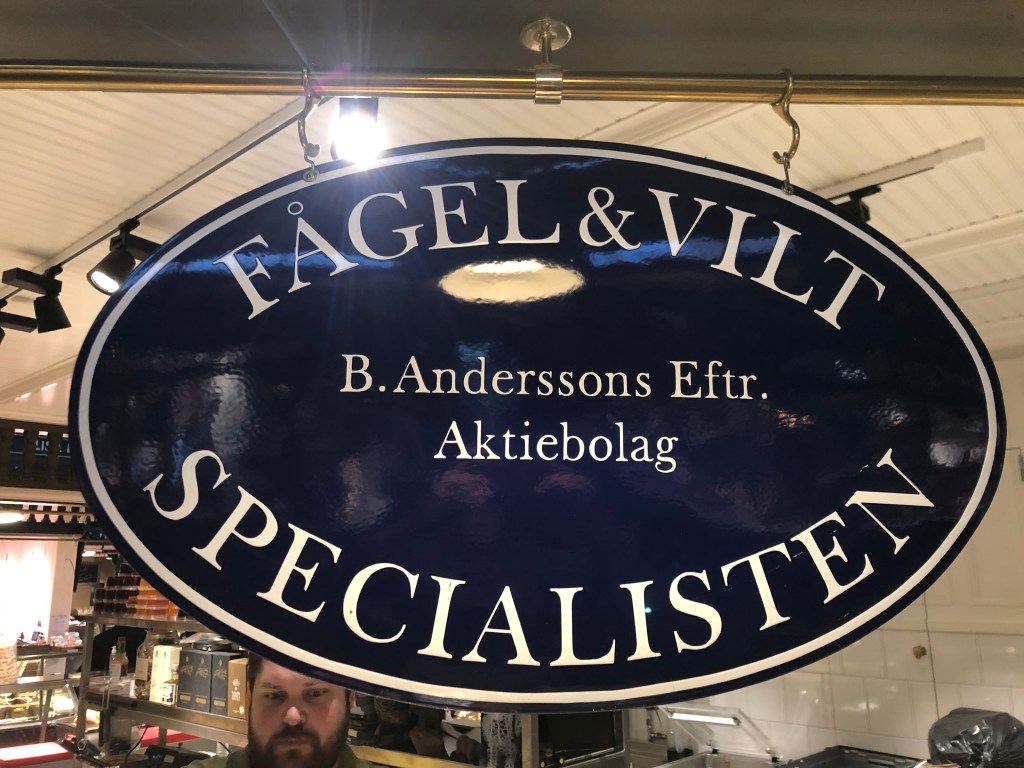 FÅGEL & VILT
B. Anderssons Eftr.
Aktiebolag
SPECIALISTEN